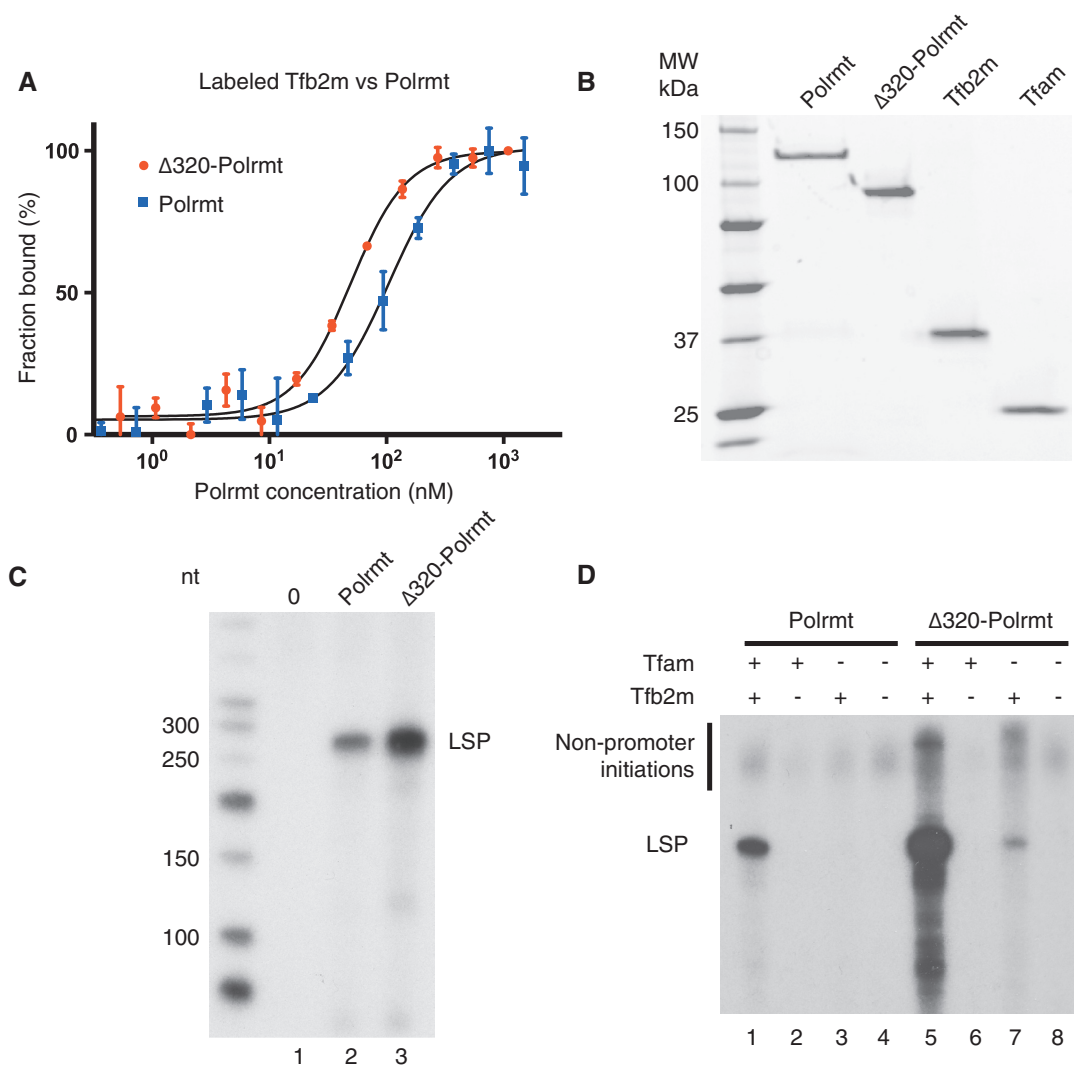 A
Labeled Tfb2m vs Polrmt
Fraction bound (%)
100
50
0
Δ320-Polrmt
Polrmt
10⁰
10¹
10²
10³
Polrmt concentration (nM)
B
MW
kDa
Polrmt
Δ320-Polrmt
Tfb2m
Tfam
150
100
37
25
C
nt
0
Polrmt
Δ320-Polrmt
300
250
150
100
LSP
1 2 3
D
Polrmt Δ320-Polrmt
Tfam + + - - + + - -
Tfb2m + - + - + - + -
Non-promoter
initiations
LSP
1 2 3 4 5 6 7 8